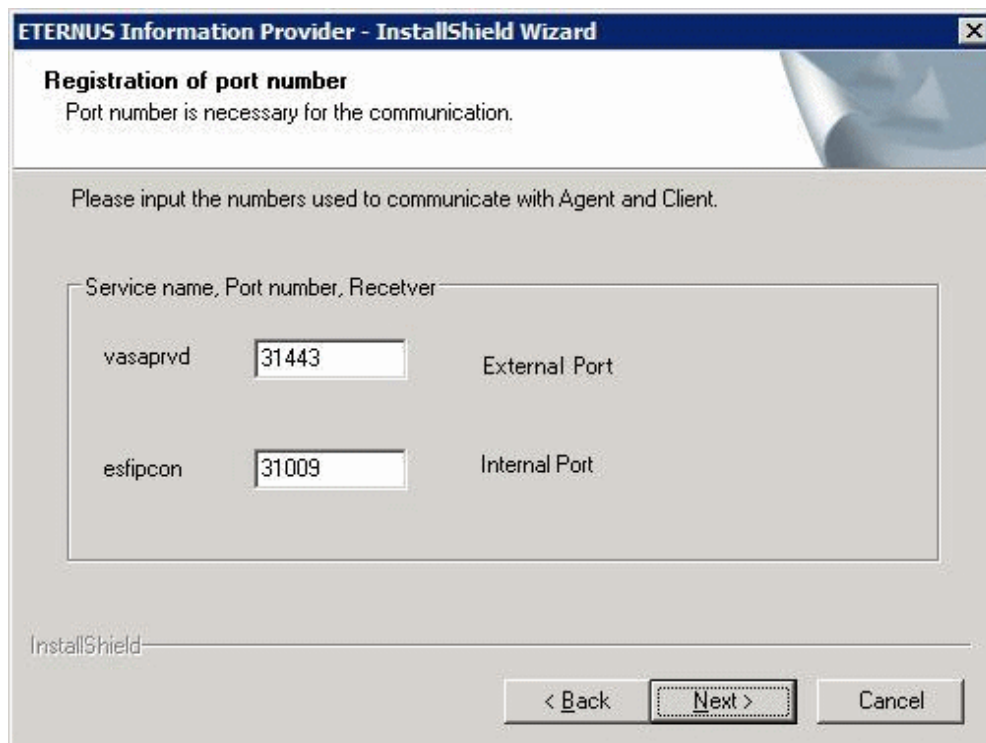 ETERNUS Information Provider - InstallShield Wizard
Registration of port number
Port number is necessary for the communication.
Please input the numbers used to communicate with Agent and Client.
Service name, Port number, Recetver
vasaprvd 31443 External Port
esfipcon 31009 Internal Port
InstallShield
< Back Next > Cancel